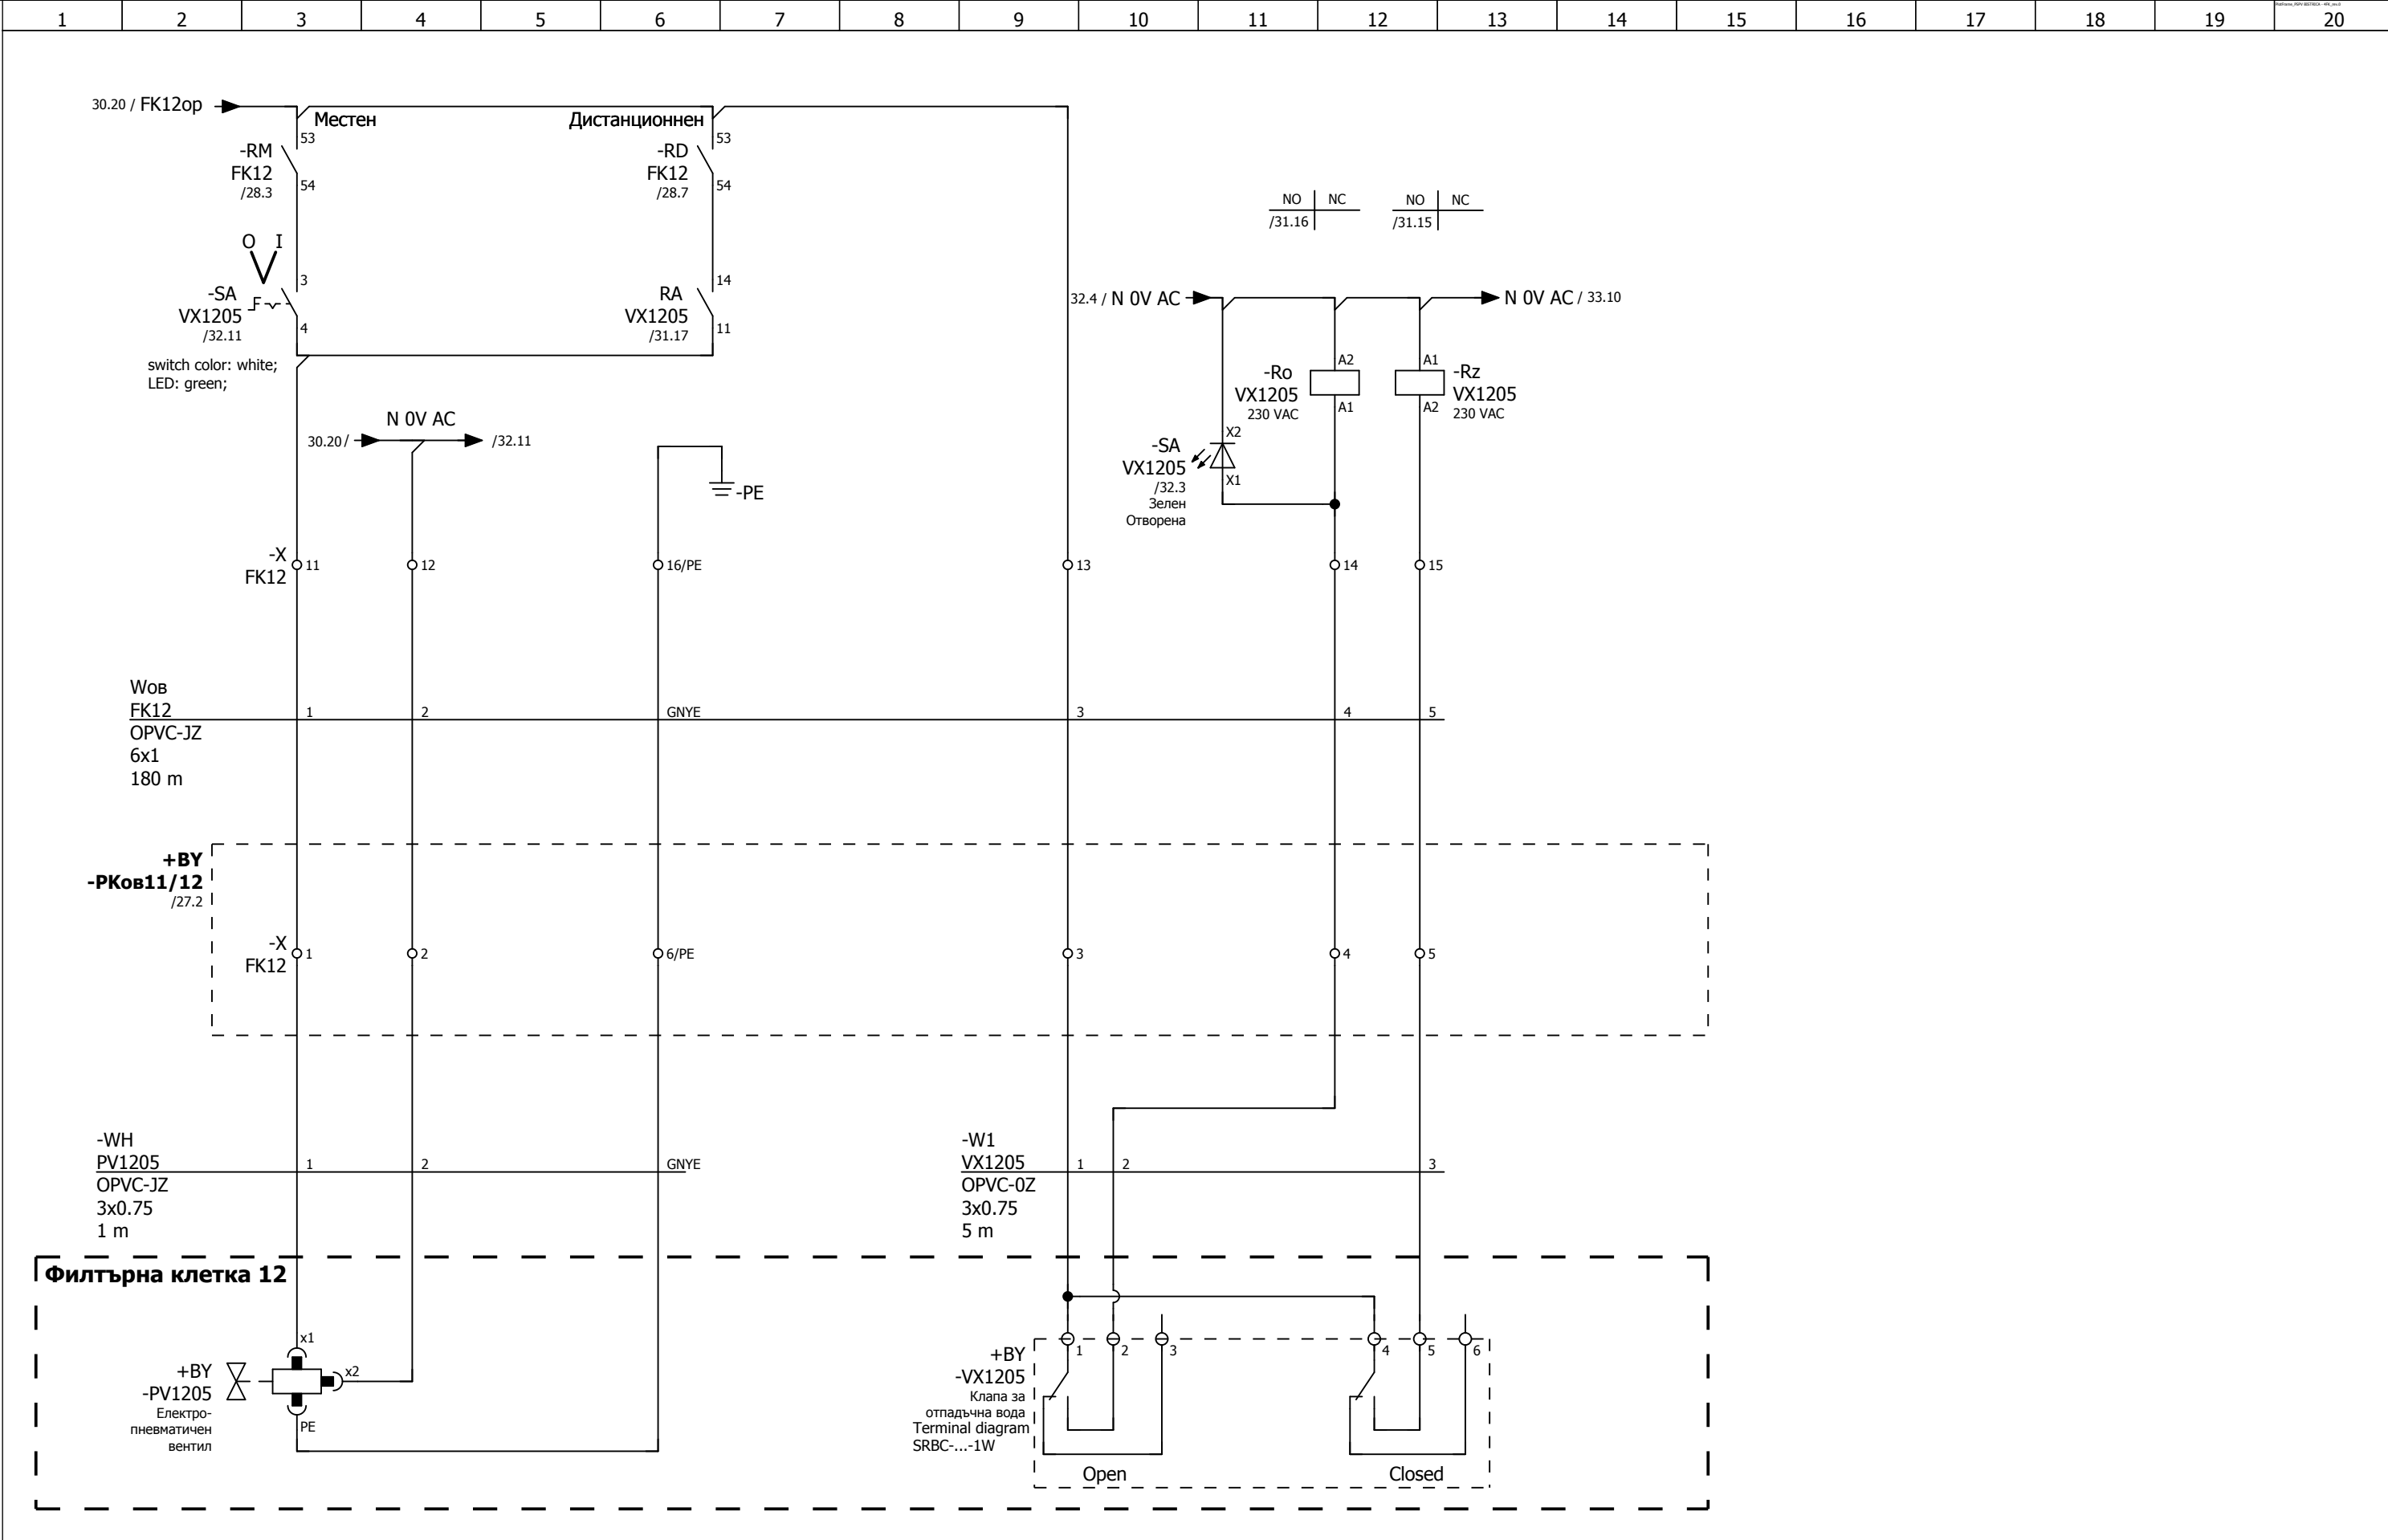 1 2 3 4 5 6 7 8 9 10 11 12 13 14 15 16 17 18 19 20
30.20 / FK12op
Местен
Дистанционнен
53
-RM
FK12
/28.3
54
53
-RD
FK12
/28.7
54
NO NC
/31.16
NO NC
/31.15
O I
3
-SA
VX1205
/32.11
4
switch color: white;
LED: green;
14
RA
VX1205
/31.17
11
32.4 / N 0V AC
N 0V AC / 33.10
A2
-Ro
VX1205
230 VAC
A1
A1
-Rz
VX1205
230 VAC
A2
N 0V AC
30.20/
/32.11
X2
-SA
VX1205
/32.3
Зелен
Отворена
X1
-PE
-X
FK12
11
12
16/PE
13
14
15
Wов
FK12
OPVC-JZ
6x1
180 m
1
2
GNYE
3
4
5
+BY
-РКов11/12
/27.2
-X
FK12
1
2
6/PE
3
4
5
-WH
PV1205
OPVC-JZ
3x0.75
1 m
1
2
GNYE
-W1
VX1205
OPVC-0Z
3x0.75
5 m
1
2
3
Филтърна клетка 12
x1
x2
PE
+BY
-PV1205
Електро-
пневматичен
вентил
+BY
-VX1205
Клапа за
отпадъчна вода
Terminal diagram
SRBC-...-1W
1
2
3
4
5
6
Open
Closed